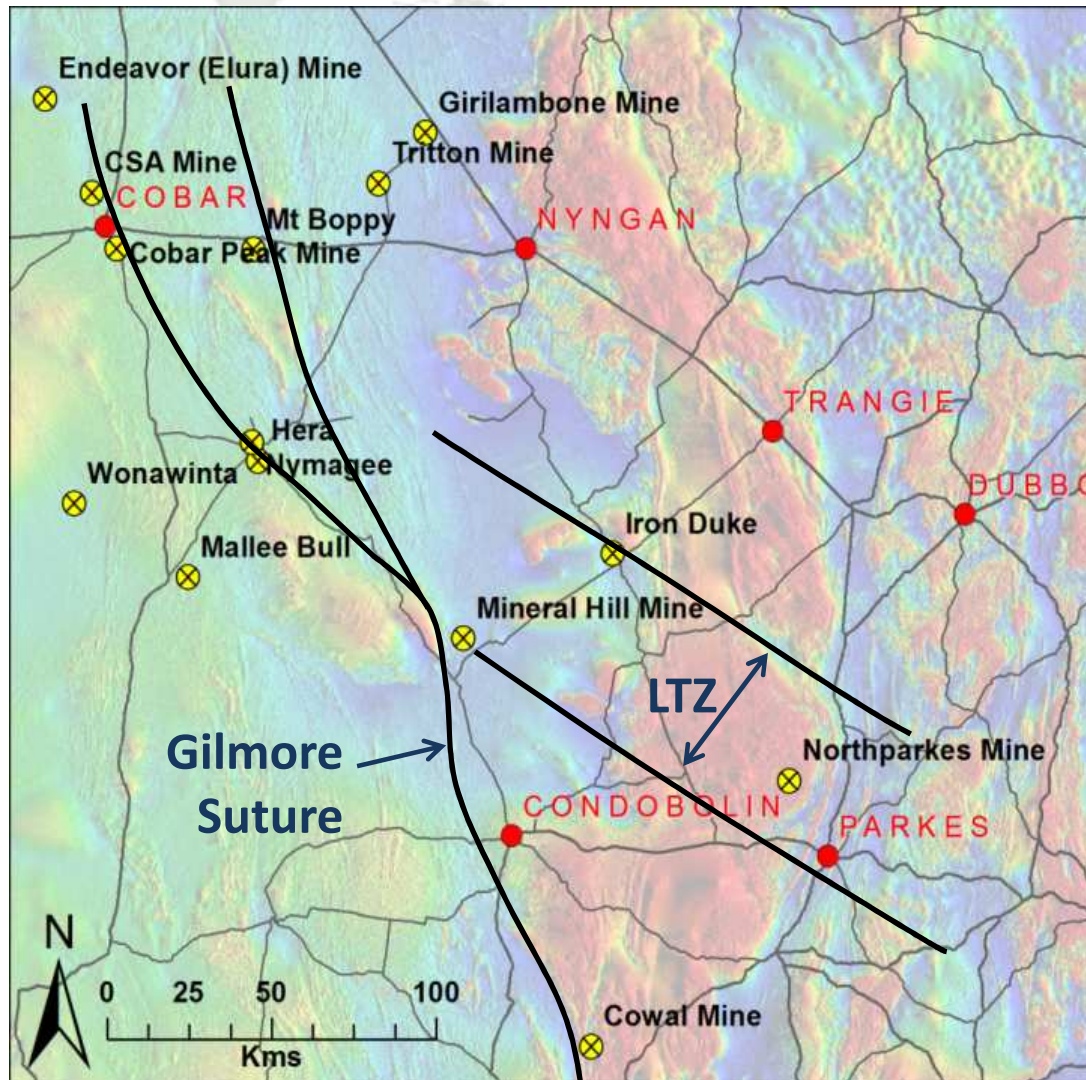 Endeavor (Elura) Mine
Girilambone Mine
Tritton Mine
CSA Mine
COBAR
Mt Boppy
NYNGAN
Cobar Peak Mine
TRANGIE
Hera
Nymagee
Wonawinta
DUBBO
Iron Duke
Mallee Bull
Mineral Hill Mine
LTZ
Gilmore
Suture
Northparkes Mine
CONDOBOLIN
PARKES
N
0 25 50 100
Kms
Cowal Mine